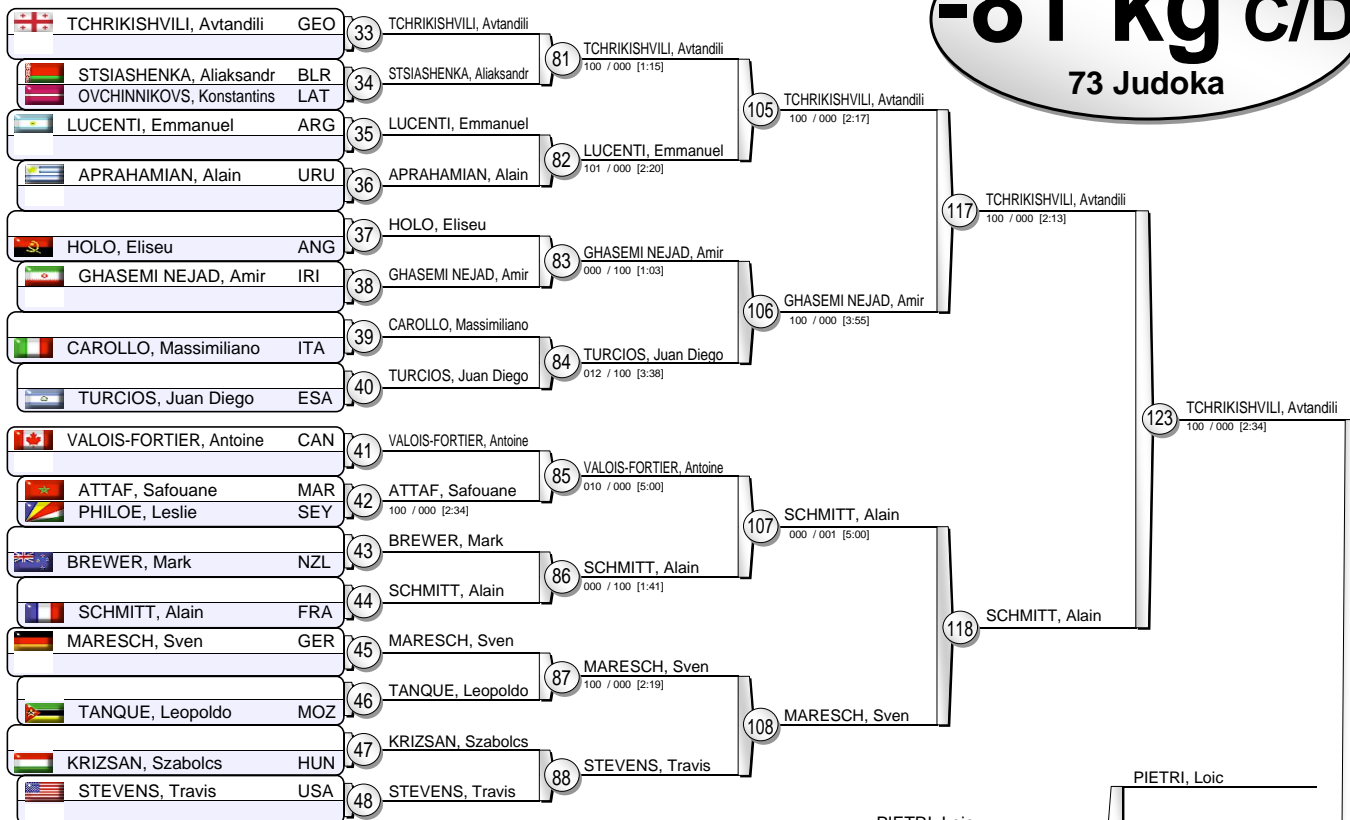 -81 kg C/D
73 Judoka
TCHRIKISHVILI, Avtandili GEO
STSIASHENKA, Aliaksandr BLR
OVCHINNIKOVS, Konstantins LAT
LUCENTI, Emmanuel ARG
APRAHAMIAN, Alain URU
HOLO, Eliseu ANG
GHASEMI NEJAD, Amir IRI
CAROLLO, Massimiliano ITA
TURCIOS, Juan Diego ESA
VALOIS-FORTIER, Antoine CAN
ATTAF, Safouane MAR
PHILOE, Leslie SEY
BREWER, Mark NZL
SCHMITT, Alain FRA
MARESCH, Sven GER
TANQUE, Leopoldo MOZ
KRIZSAN, Szabolcs HUN
STEVENS, Travis USA
33 TCHRIKISHVILI, Avtandili
34 STSIASHENKA, Aliaksandr
35 LUCENTI, Emmanuel
36 APRAHAMIAN, Alain
37 HOLO, Eliseu
38 GHASEMI NEJAD, Amir
39 CAROLLO, Massimiliano
40 TURCIOS, Juan Diego
41 VALOIS-FORTIER, Antoine
42 ATTAF, Safouane
100 / 000 [2:34]
43 BREWER, Mark
44 SCHMITT, Alain
45 MARESCH, Sven
46 TANQUE, Leopoldo
47 KRIZSAN, Szabolcs
48 STEVENS, Travis
81 TCHRIKISHVILI, Avtandili
100 / 000 [1:15]
82 LUCENTI, Emmanuel
101 / 000 [2:20]
83 GHASEMI NEJAD, Amir
000 / 100 [1:03]
84 TURCIOS, Juan Diego
012 / 100 [3:38]
85 VALOIS-FORTIER, Antoine
010 / 000 [5:00]
86 SCHMITT, Alain
000 / 100 [1:41]
87 MARESCH, Sven
100 / 000 [2:19]
88 STEVENS, Travis
105 TCHRIKISHVILI, Avtandili
100 / 000 [2:17]
106 GHASEMI NEJAD, Amir
100 / 000 [3:55]
107 SCHMITT, Alain
000 / 001 [5:00]
108 MARESCH, Sven
117 TCHRIKISHVILI, Avtandili
100 / 000 [2:13]
118 SCHMITT, Alain
123 TCHRIKISHVILI, Avtandili
100 / 000 [2:34]
PIETRI, Loic
PIETRI, Loic